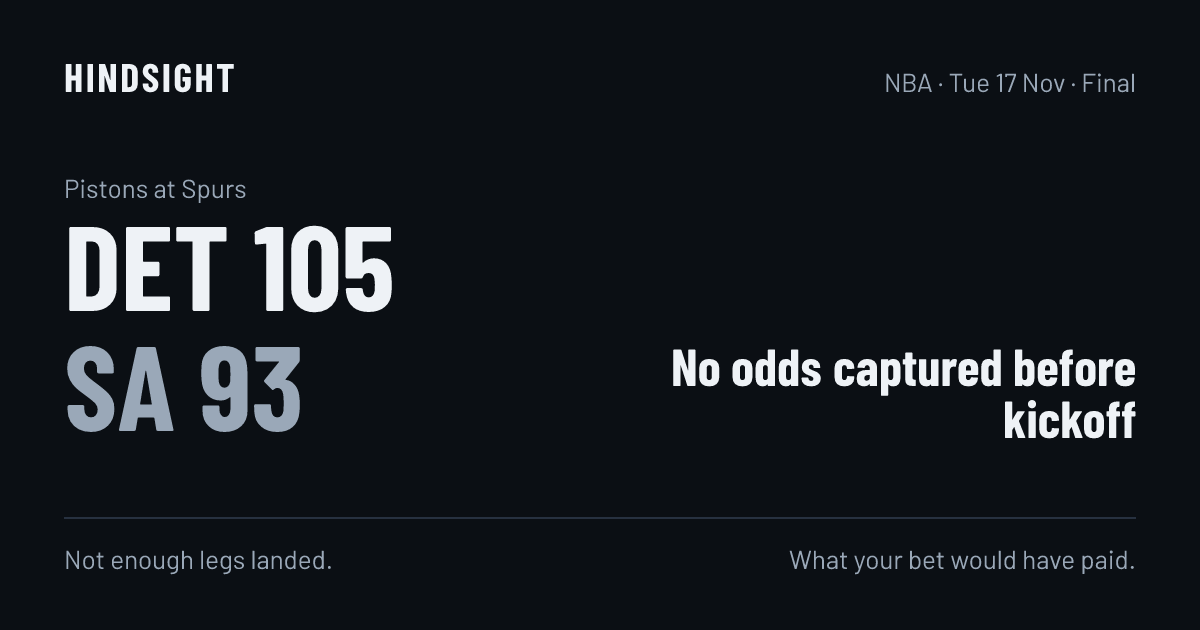 HINDSIGHT
NBA · Tue 17 Nov · Final
Pistons at Spurs
DET 105
SA 93
No odds captured before
kickoff
Not enough legs landed.
What your bet would have paid.